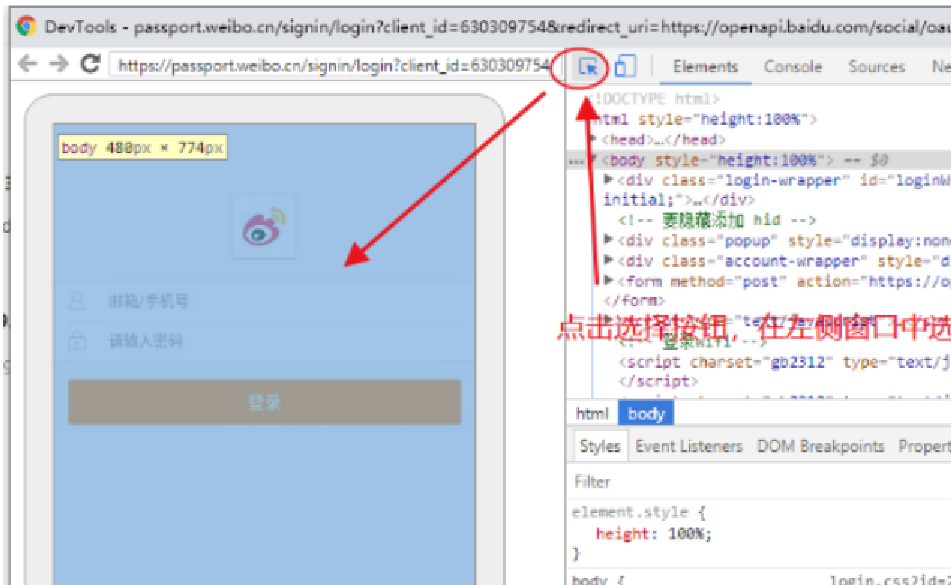 DevTools - passport.weibo.cn/signin/login?client_id=630309754&redirect_uri=https://openapi.baidu.com/social/oau
https://passport.weibo.cn/signin/login?client_id=630309754
Elements Console Sources Ne
body 480px × 774px
邮箱/手机号
请输入密码
登录
<!DOCTYPE html>
html style="height:100%">
<head>…</head>
<body style="height:100%"> == $0
<div class="login-wrapper" id="loginW
initial;">…</div>
<!-- 要隐藏添加 hid -->
<div class="popup" style="display:non
<div class="account-wrapper" style="d
<form method="post" action="https://o
</form>
点击选择按钮，在左侧窗口中选
<!-- 登录wifi -->
<script charset="gb2312" type="text/j
</script>
html body
Styles Event Listeners DOM Breakpoints Propert
Filter
element.style {
height: 100%;
}
body {
login.css?id=